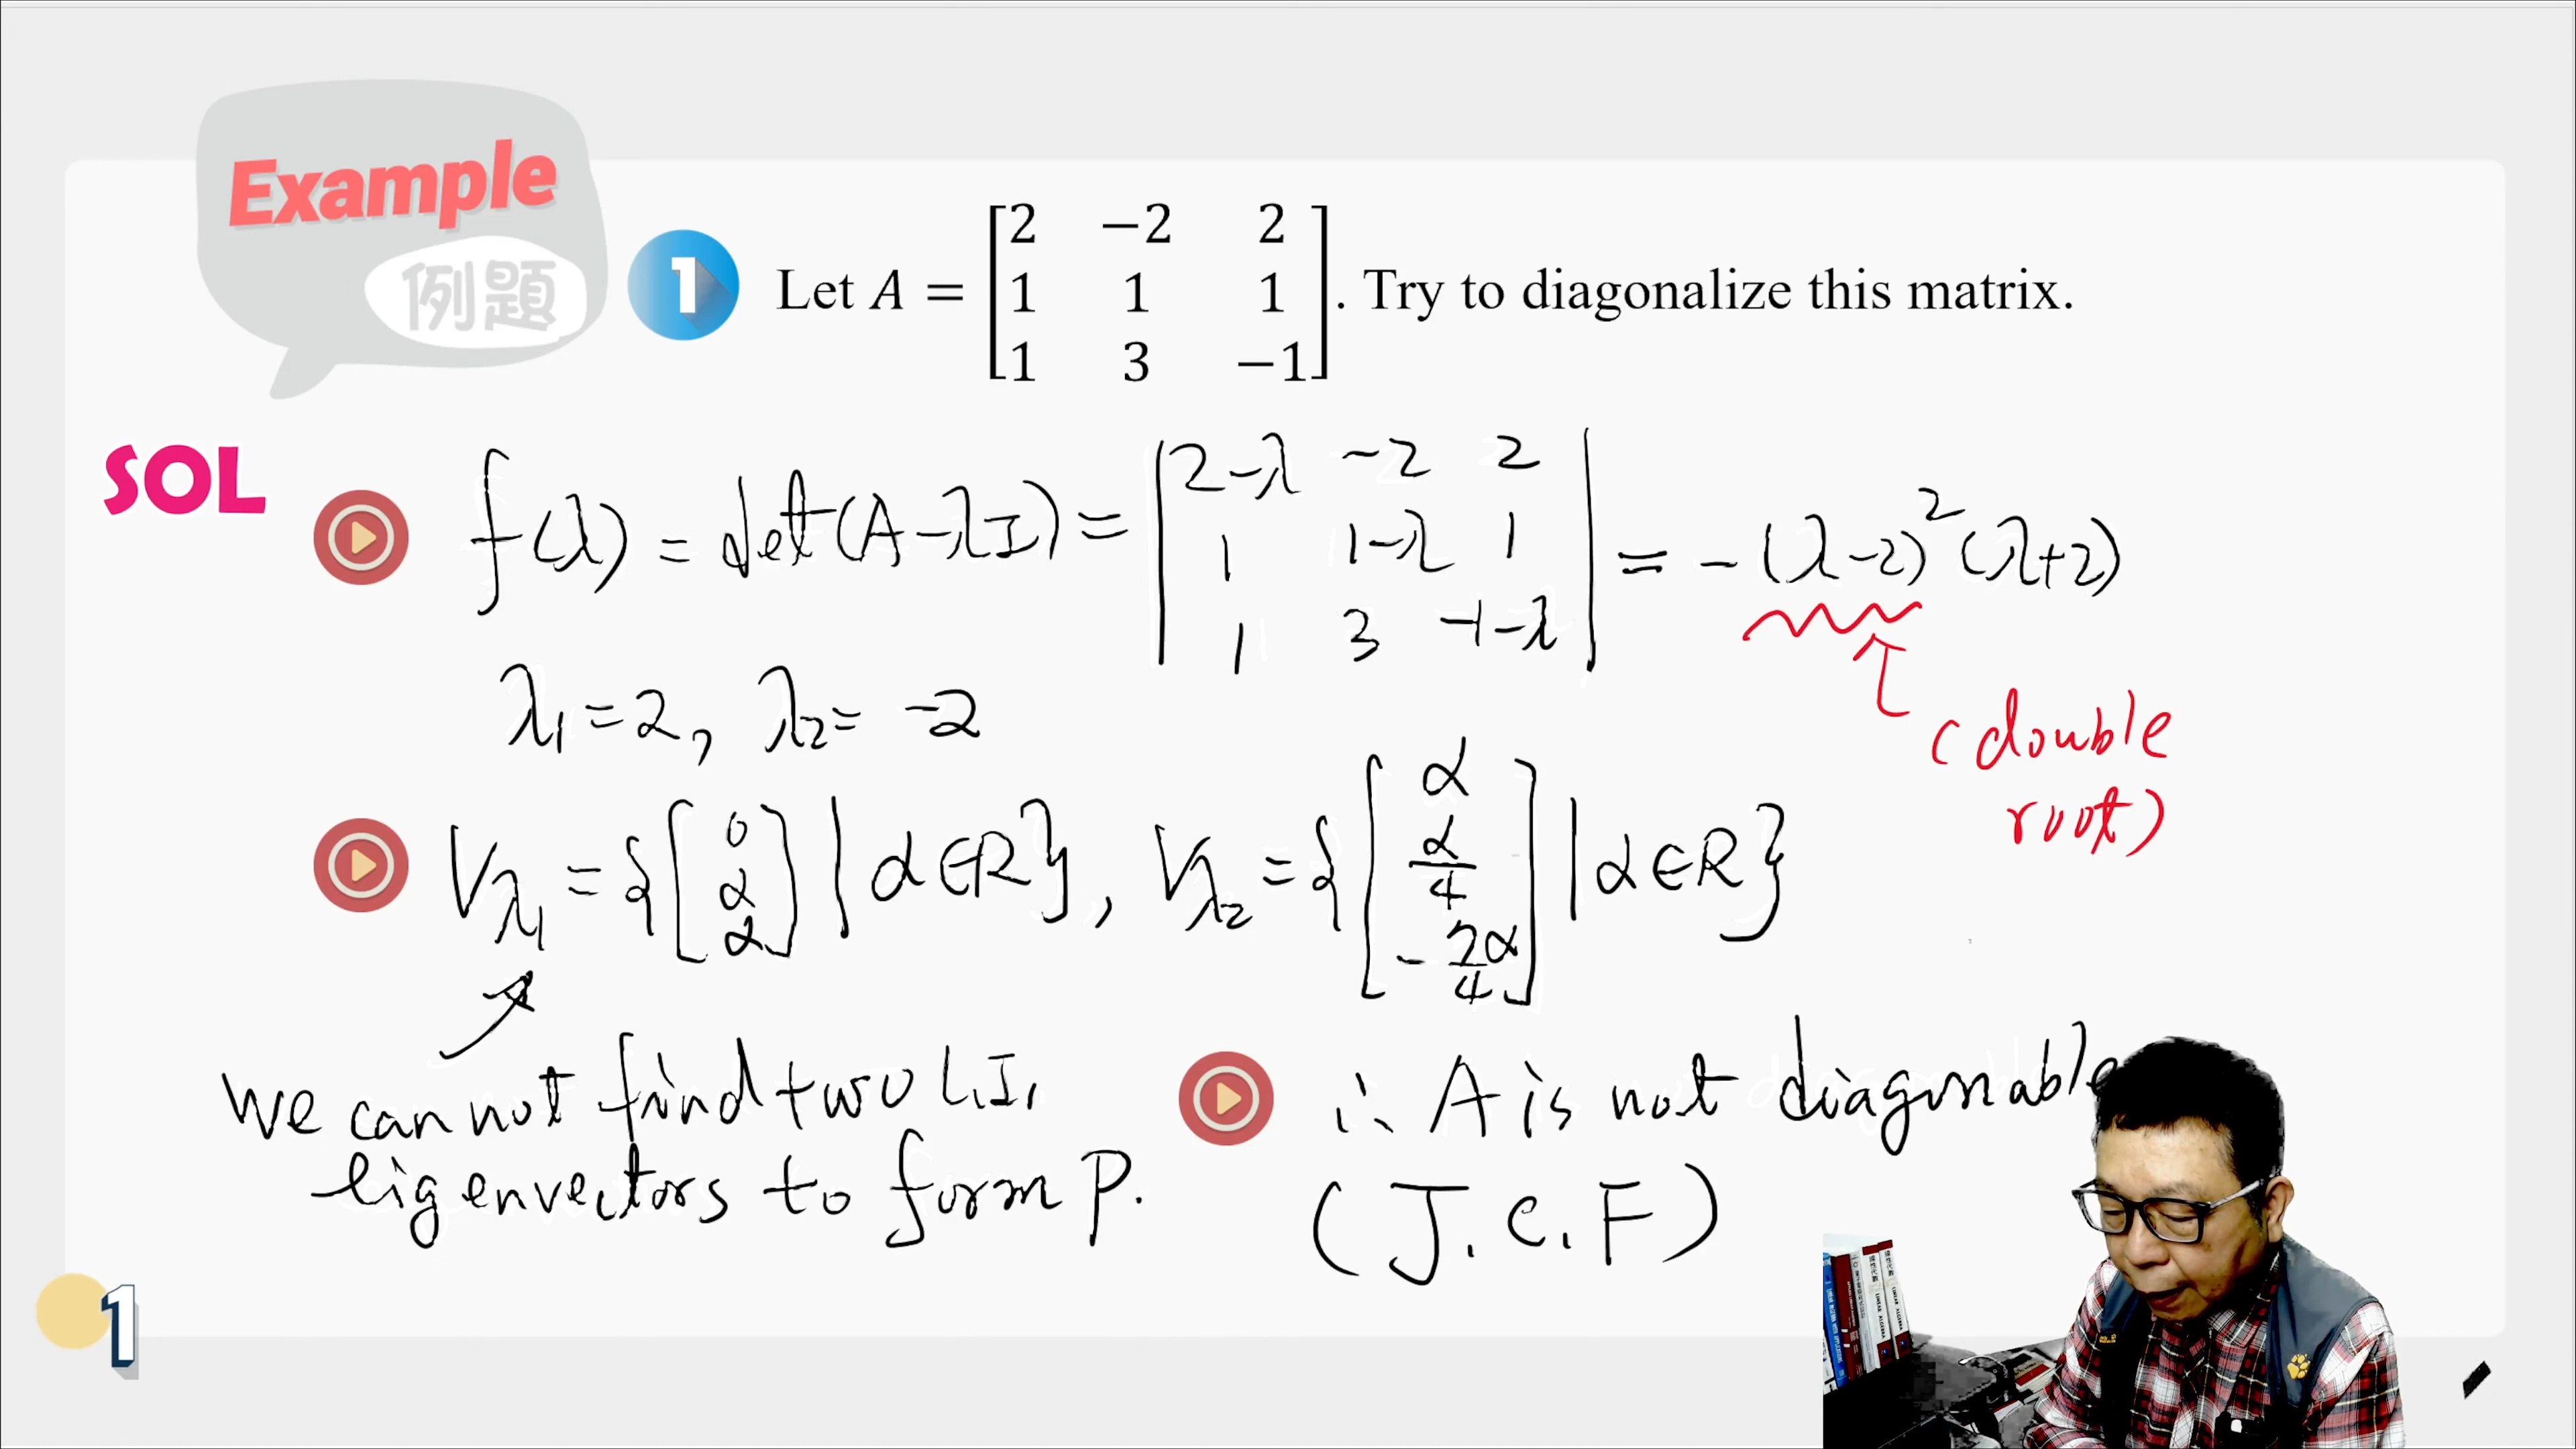 Example
例題
1 Let A = [2 −2 2; 1 1 1; 1 3 −1]. Try to diagonalize this matrix.
SOL
f(λ) = det(A-λI) = |2-λ -2 2; 1 1-λ 1; 1 3 -1-λ| = -(λ-2)²(λ+2)
λ₁=2, λ₂= -2
(double
root)
Vλ₁ = {[0; α; α] | α∈R}, Vλ₂ = {[α; α/4; -2α/4] | α∈R}
We can not find two L.I.
eigenvectors to form P.
∴ A is not diagonable
(J.C.F)
1